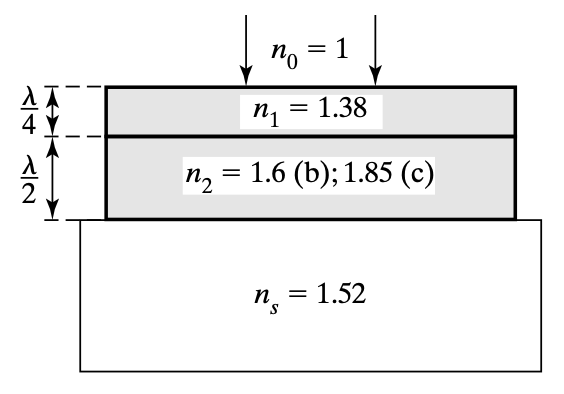 n₀ = 1
λ/4
n₁ = 1.38
λ/2
n₂ = 1.6 (b); 1.85 (c)
nₛ = 1.52